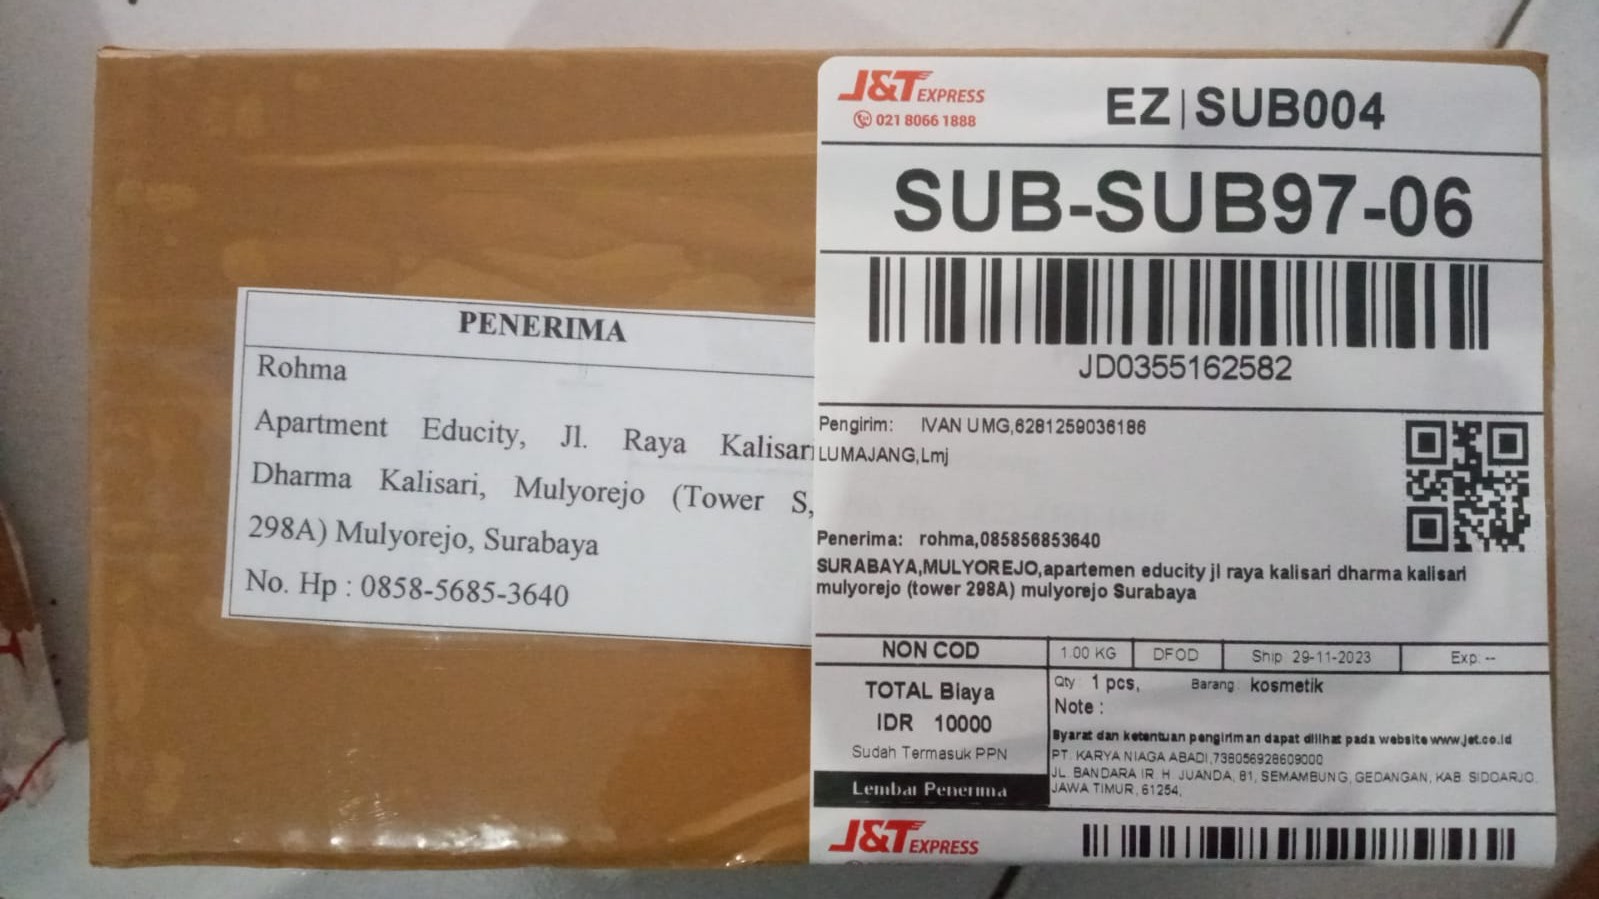 PENERIMA
Rohma
Apartment Educity, Jl. Raya Kalisari
Dharma Kalisari, Mulyorejo (Tower S,
298A) Mulyorejo, Surabaya
No. Hp : 0858-5685-3640
J&T EXPRESS
021 8066 1888
EZ|SUB004
SUB-SUB97-06
JD0355162582
Pengirim: IVAN UMG,6281259036186
LUMAJANG,Lmj
Penerima: rohma,085856853640
SURABAYA,MULYOREJO,apartemen educity jl raya kalisari dharma kalisari
mulyorejo (tower 298A) mulyorejo Surabaya
NON COD
1.00 KG
DFOD
Ship 29-11-2023
Exp: --
TOTAL Biaya
IDR 10000
Sudah Termasuk PPN
Lembar Penerima
Qty : 1 pcs, Barang : kosmetik
Note :
Syarat dan ketentuan pengiriman dapat dilihat pada website www.jet.co.id
PT. KARYA NIAGA ABADI,738056928609000
JL. BANDARA IR. H. JUANDA, 81, SEMAMBUNG, GEDANGAN, KAB. SIDOARJO,
JAWA TIMUR, 61254,
J&T EXPRESS